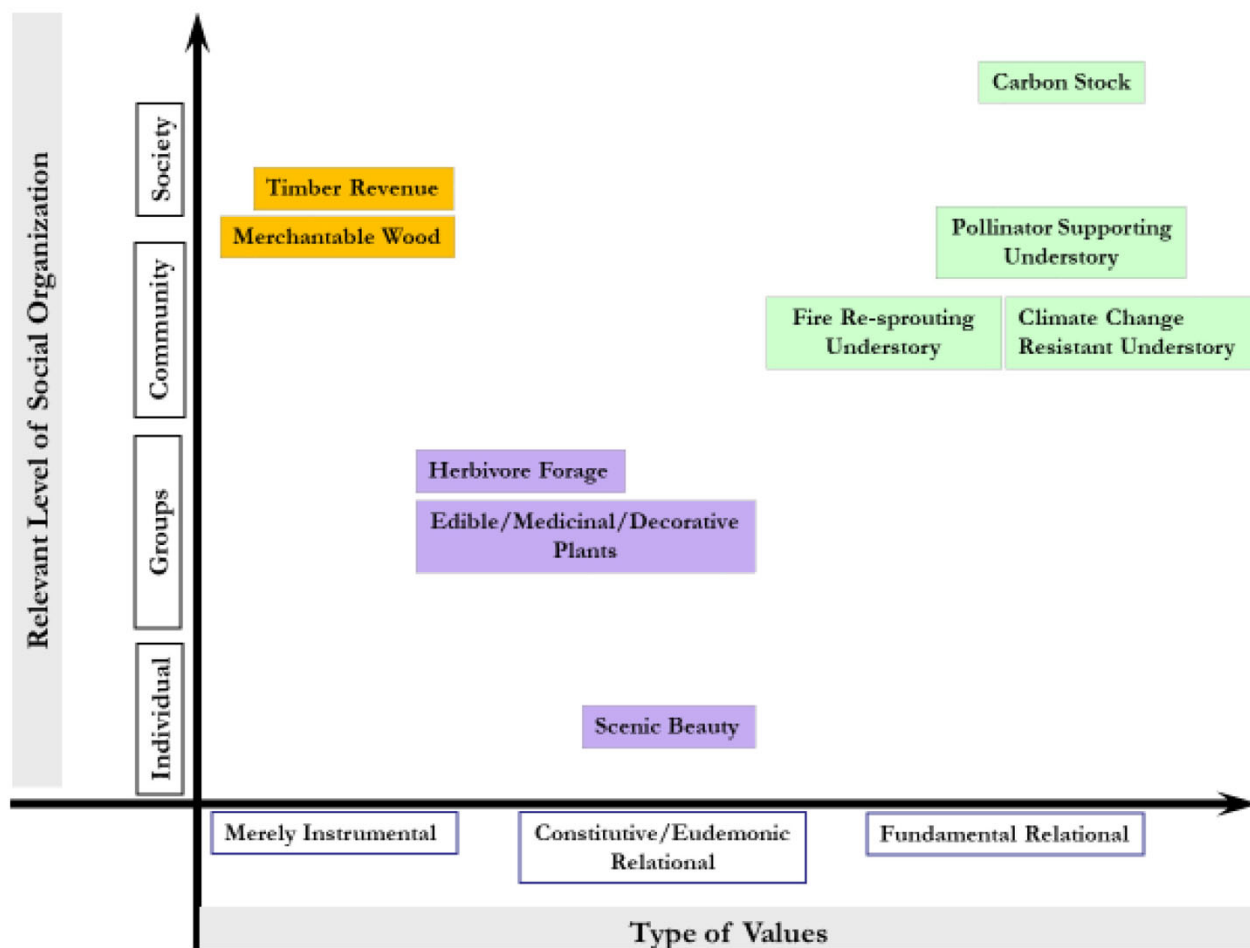 Relevant Level of Social Organization
Society
Community
Groups
Individual
Carbon Stock
Timber Revenue
Merchantable Wood
Pollinator Supporting
Understory
Fire Re-sprouting
Understory
Climate Change
Resistant Understory
Herbivore Forage
Edible/Medicinal/Decorative
Plants
Scenic Beauty
Merely Instrumental
Constitutive/Eudemonic
Relational
Fundamental Relational
Type of Values